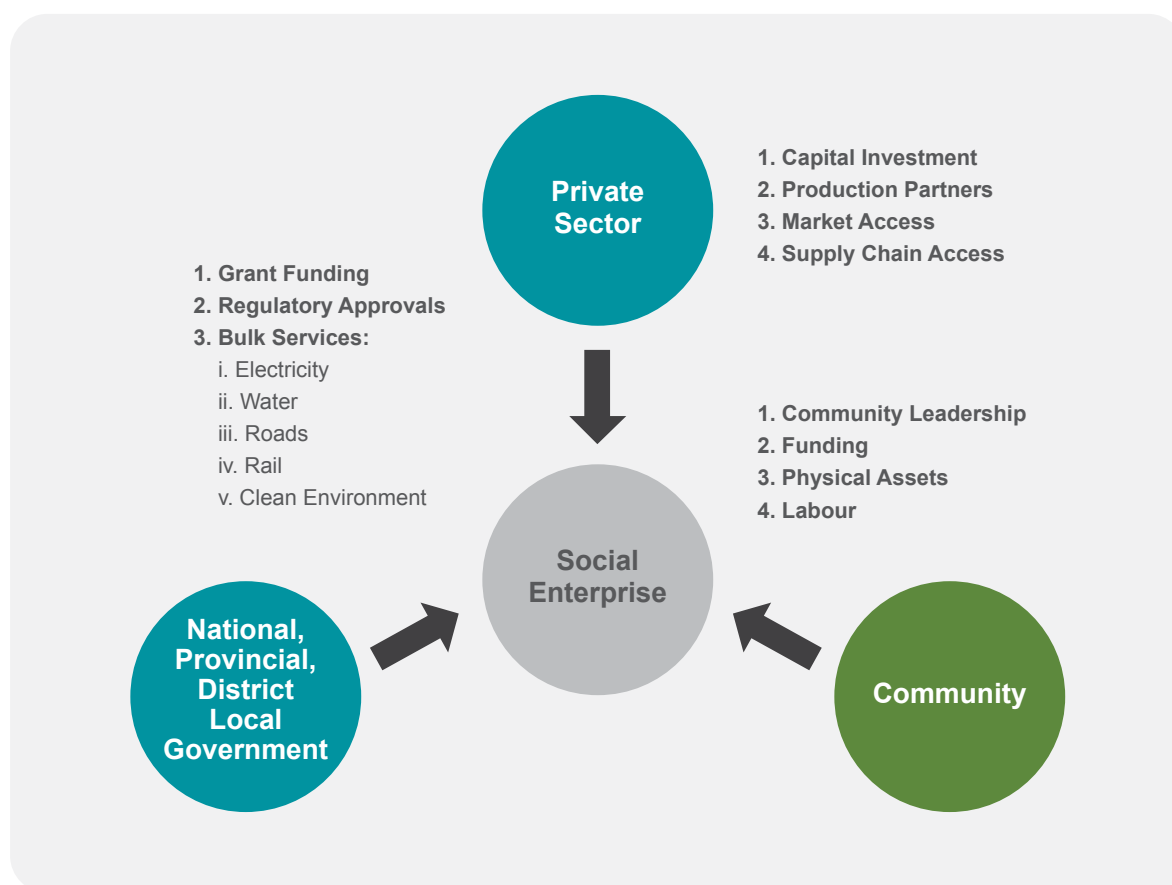 Private
Sector
1. Capital Investment
2. Production Partners
3. Market Access
4. Supply Chain Access
1. Grant Funding
2. Regulatory Approvals
3. Bulk Services:
i. Electricity
ii. Water
iii. Roads
iv. Rail
v. Clean Environment
1. Community Leadership
2. Funding
3. Physical Assets
4. Labour
Social
Enterprise
National,
Provincial,
District
Local
Government
Community